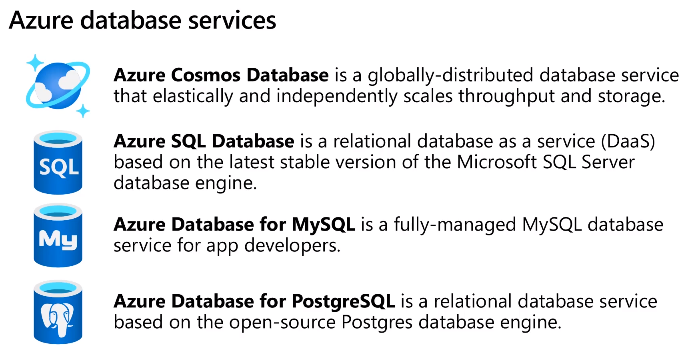 Azure database services
Azure Cosmos Database is a globally-distributed database service
that elastically and independently scales throughput and storage.
SQL
Azure SQL Database is a relational database as a service (DaaS)
based on the latest stable version of the Microsoft SQL Server
database engine.
My
Azure Database for MySQL is a fully-managed MySQL database
service for app developers.
Azure Database for PostgreSQL is a relational database service
based on the open-source Postgres database engine.